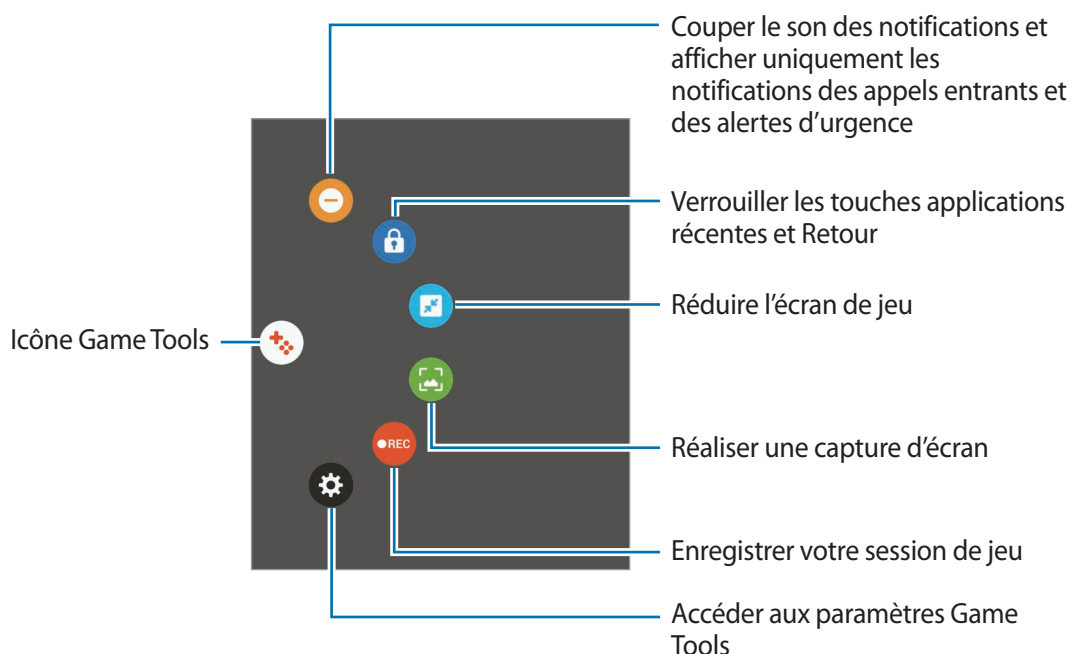 Couper le son des notifications et
afficher uniquement les
notifications des appels entrants et
des alertes d’urgence
Verrouiller les touches applications
récentes et Retour
Réduire l’écran de jeu
Icône Game Tools
Réaliser une capture d’écran
REC
Enregistrer votre session de jeu
Accéder aux paramètres Game
Tools